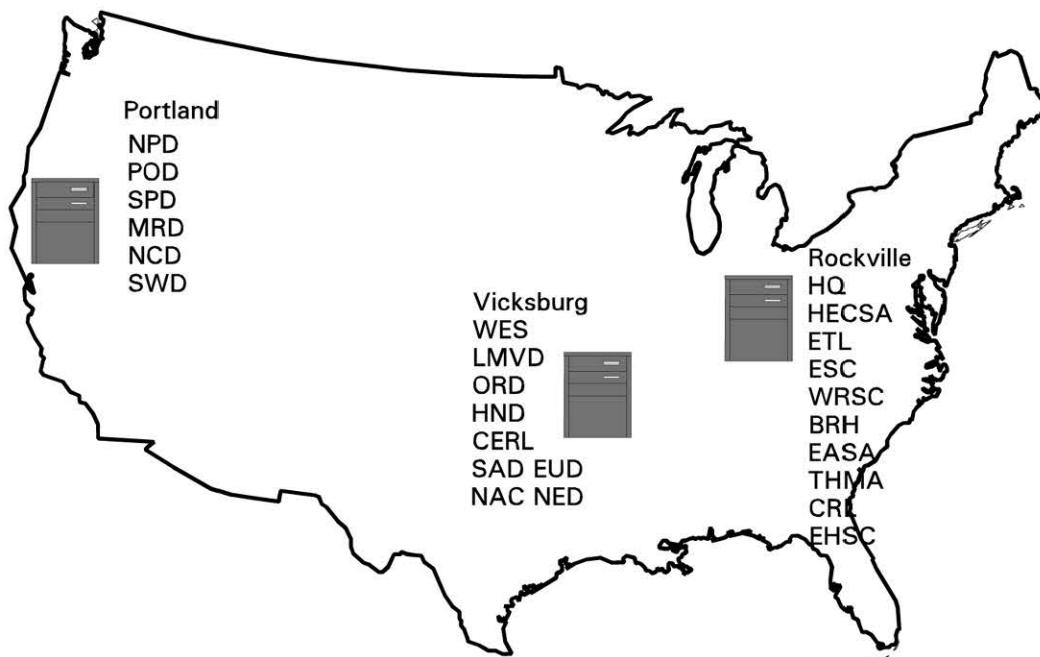 Portland
NPD
POD
SPD
MRD
NCD
SWD
Vicksburg
WES
LMVD
ORD
HND
CERL
SAD EUD
NAC NED
Rockville
HQ
HECSA
ETL
ESC
WRSC
BRH
EASA
THMA
CRL
EHSC